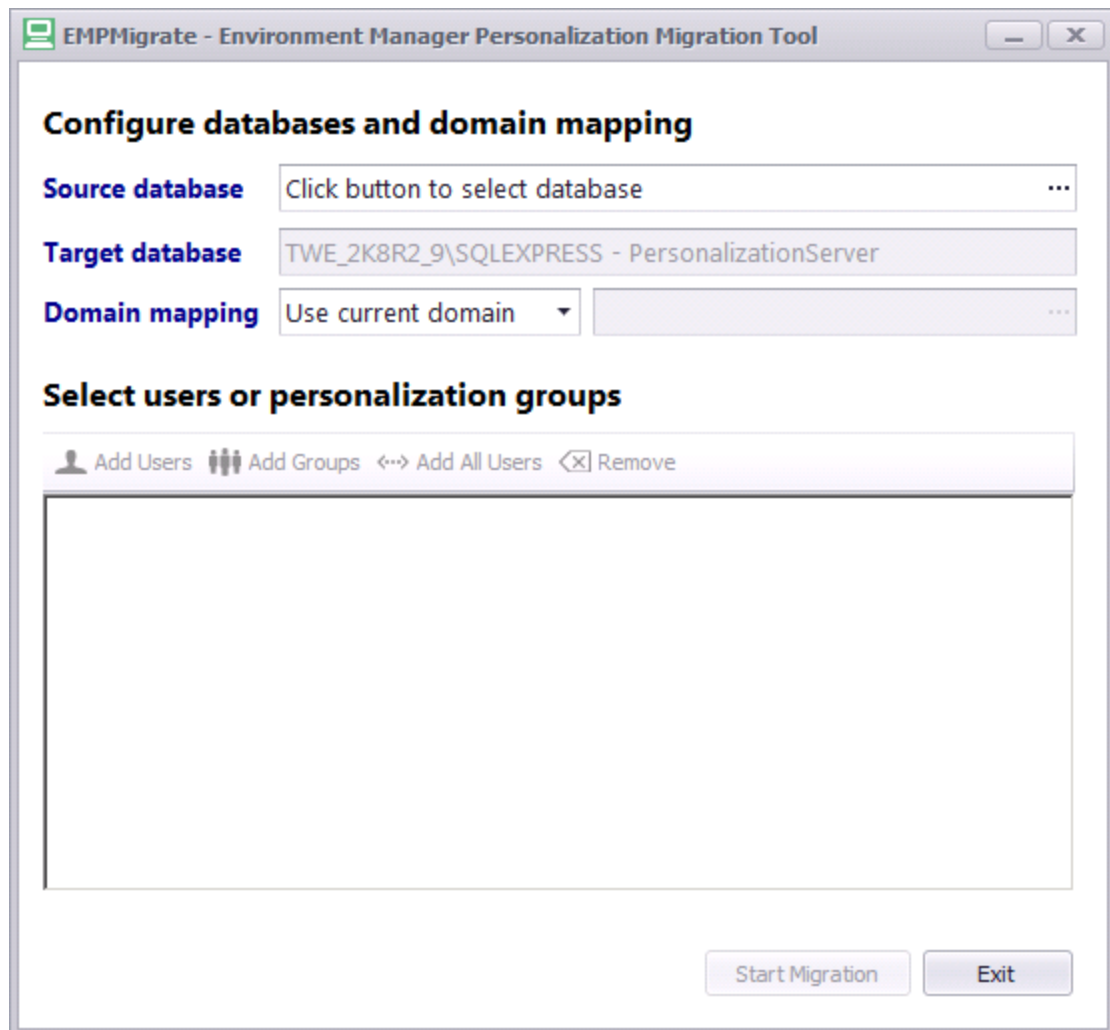 EMPMigrate - Environment Manager Personalization Migration Tool
Configure databases and domain mapping
Source database Click button to select database ...
Target database TWE_2K8R2_9\SQLEXPRESS - PersonalizationServer
Domain mapping Use current domain ...
Select users or personalization groups
Add Users Add Groups Add All Users Remove
Start Migration Exit